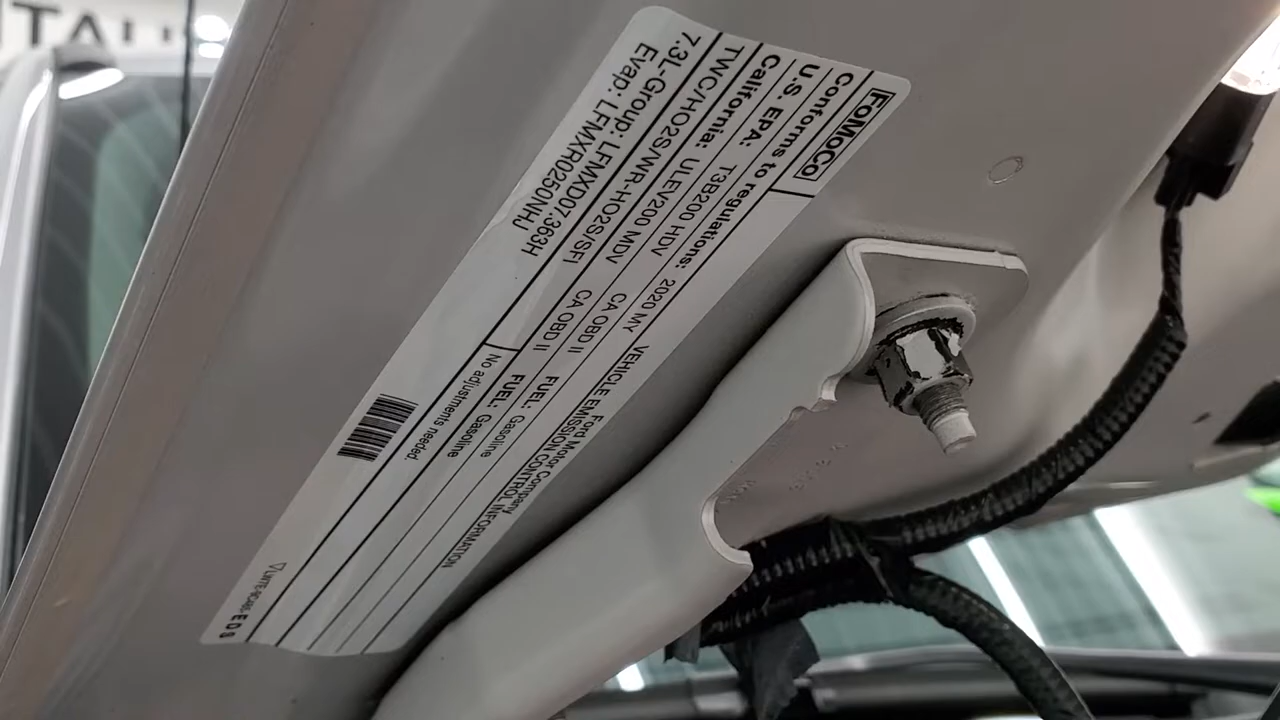 FoMoCo
Ford Motor Company
VEHICLE EMISSION CONTROL INFORMATION
Conforms to regulations: 2020 MY
U.S. EPA: T3B200 HDV CA OBD II FUEL: Gasoline
California: ULEV200 MDV CA OBD II FUEL: Gasoline
TWC/HO2S/WR-HO2S/SFI No adjustments needed.
7.3L-Group: LFMXD07.363H
Evap: LFMXR0250NHJ
EDS